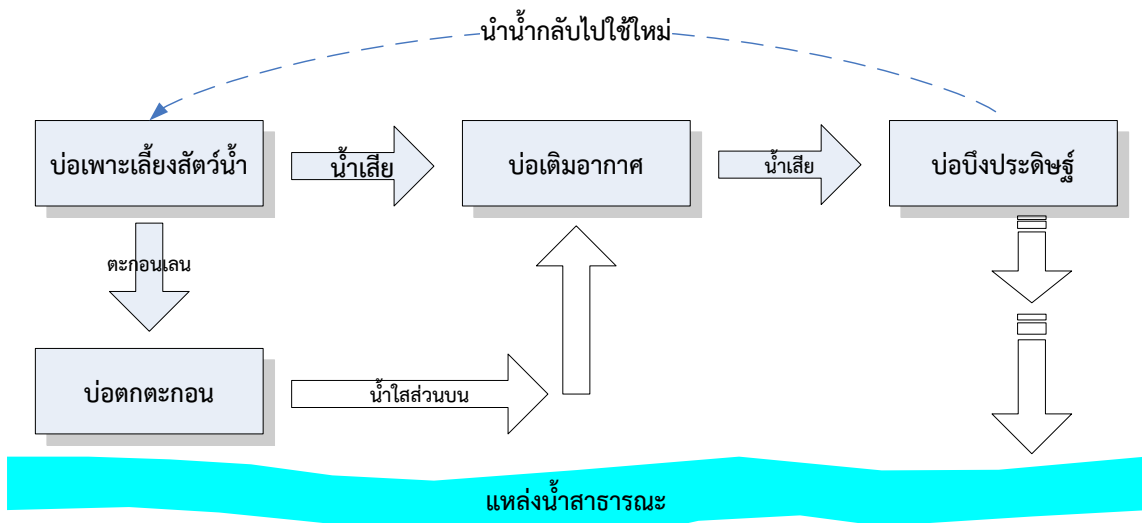 นำน้ำกลับไปใช้ใหม่
บ่อเพาะเลี้ยงสัตว์น้ำ
น้ำเสีย
บ่อเติมอากาศ
น้ำเสีย
บ่อบึงประดิษฐ์
ตะกอนเลน
บ่อตกตะกอน
น้ำใสส่วนบน
แหล่งน้ำสาธารณะ